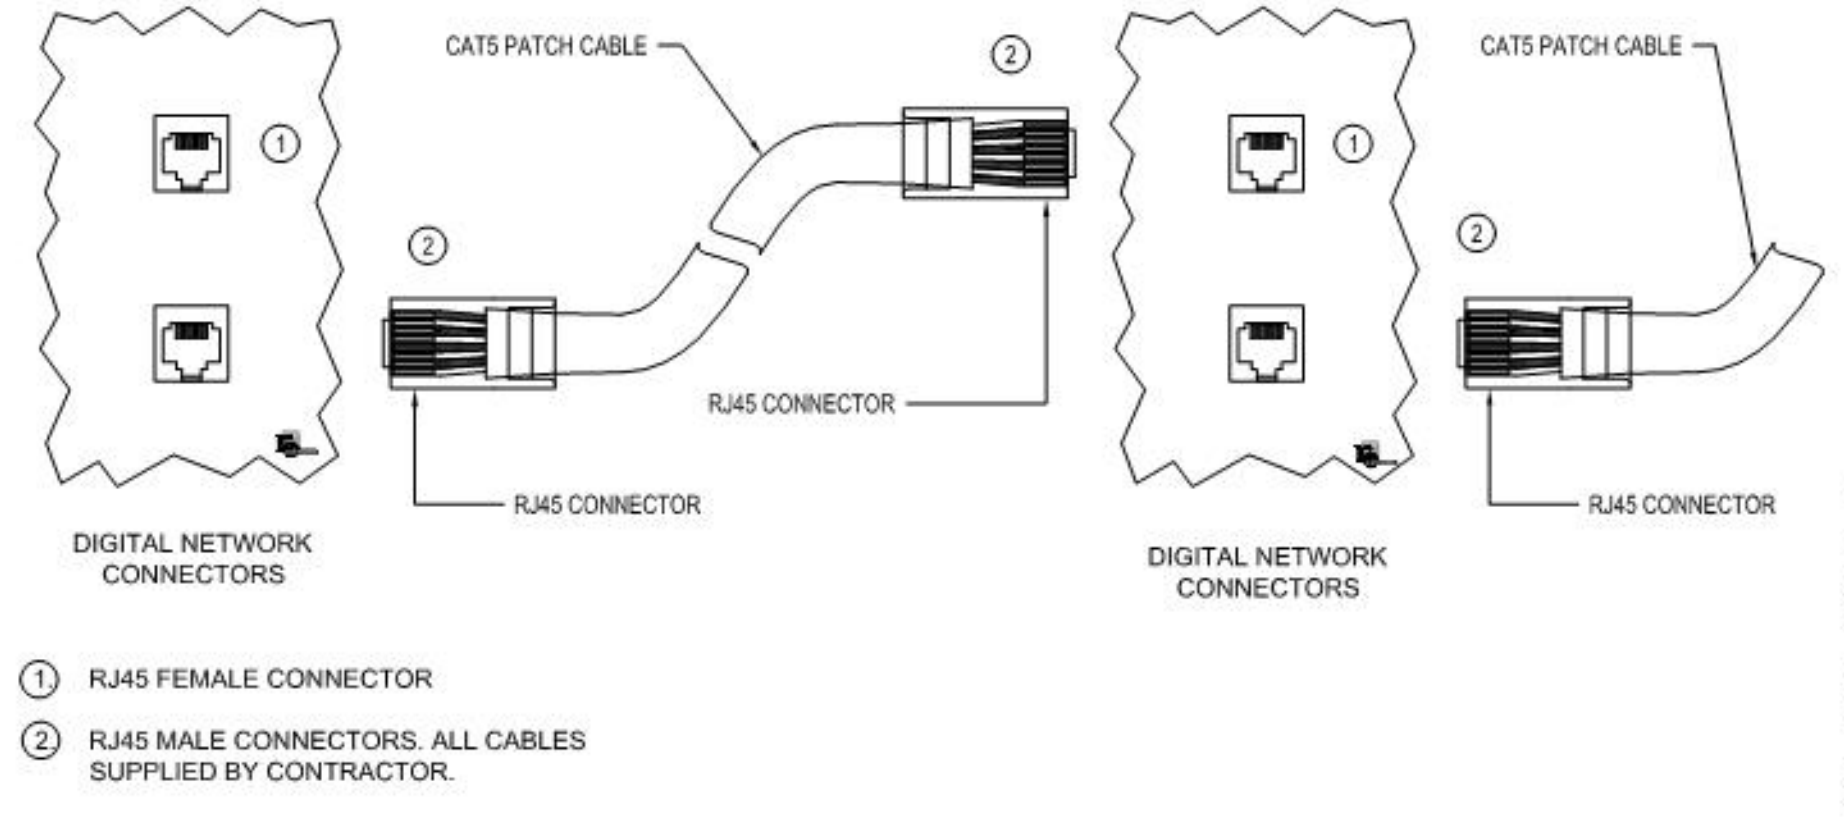 CAT5 PATCH CABLE
2
CAT5 PATCH CABLE
1
1
2
2
RJ45 CONNECTOR
RJ45 CONNECTOR
RJ45 CONNECTOR
DIGITAL NETWORK
CONNECTORS
DIGITAL NETWORK
CONNECTORS
1. RJ45 FEMALE CONNECTOR
2. RJ45 MALE CONNECTORS. ALL CABLES
SUPPLIED BY CONTRACTOR.